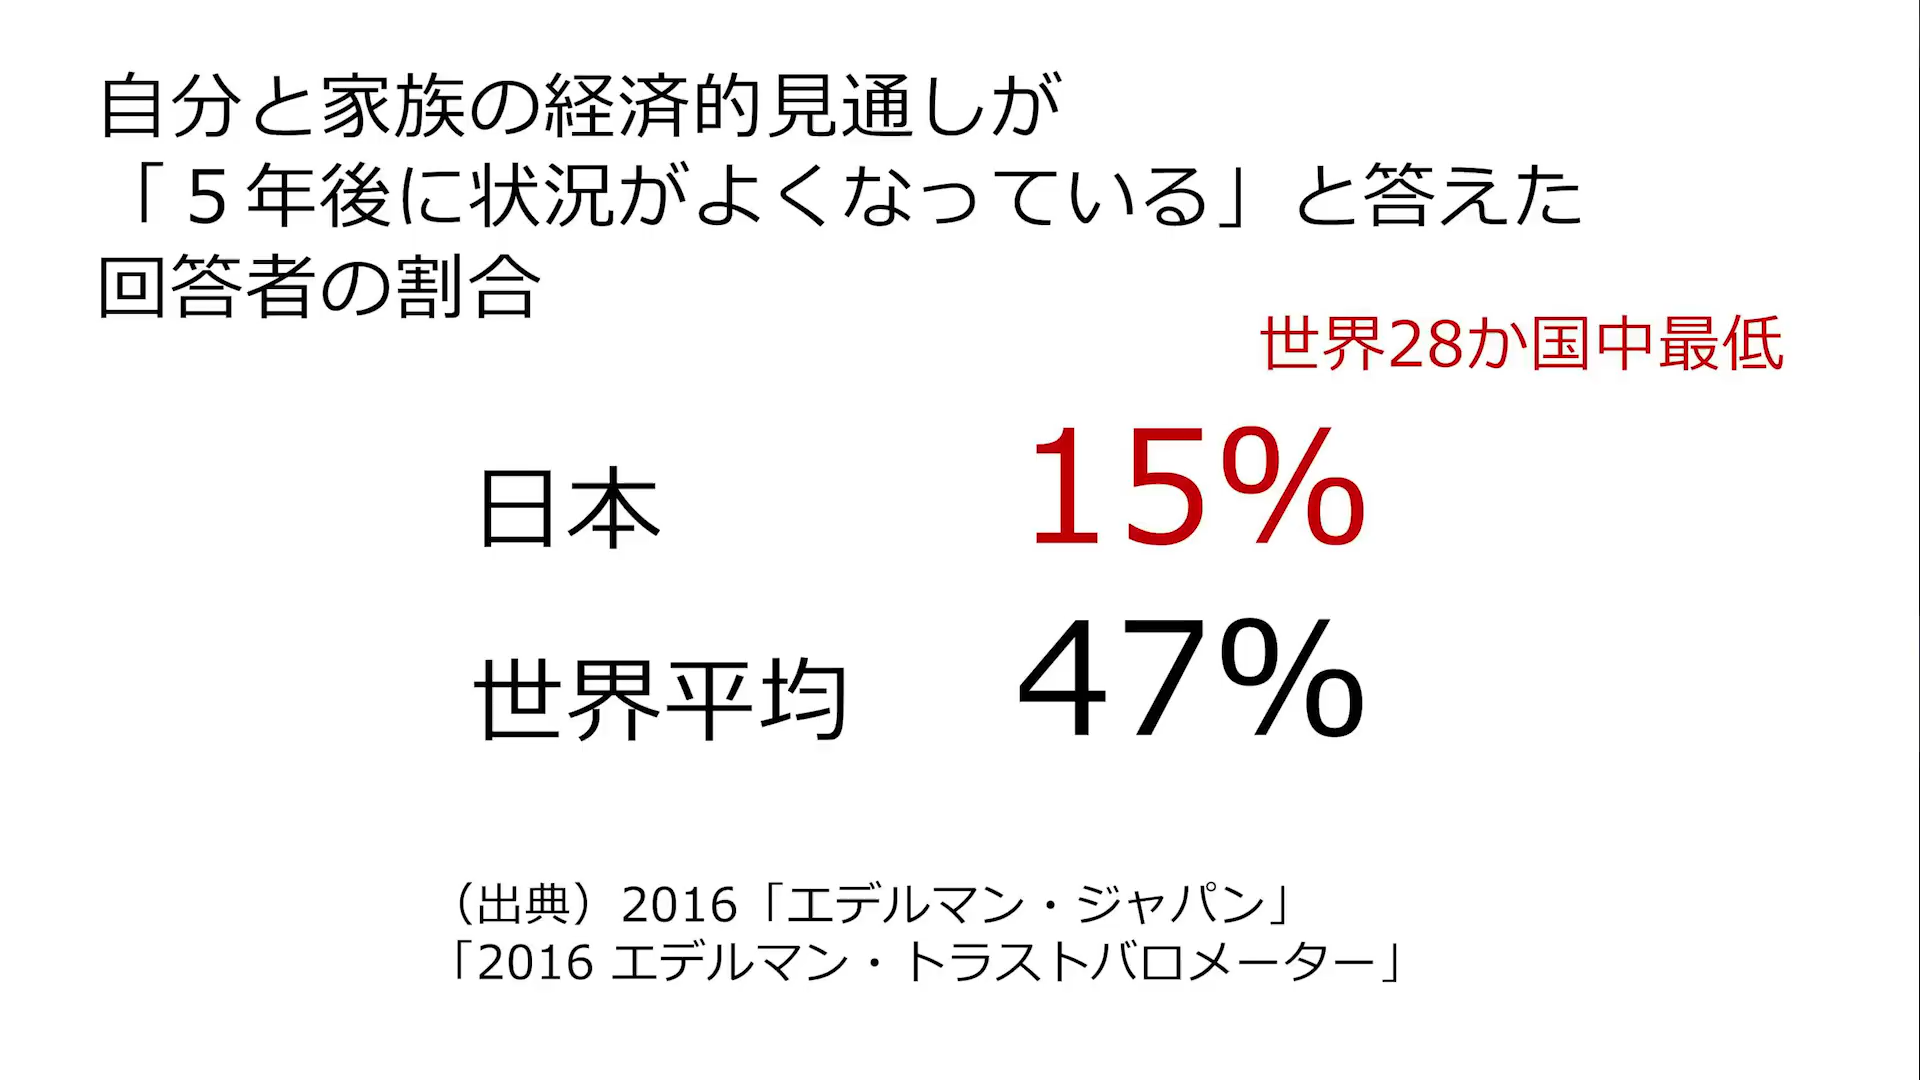 自分と家族の経済的見通しが
「５年後に状況がよくなっている」と答えた
回答者の割合
世界28か国中最低
日本 15%
世界平均 47%
（出典）2016「エデルマン・ジャパン」
「2016 エデルマン・トラストバロメーター」